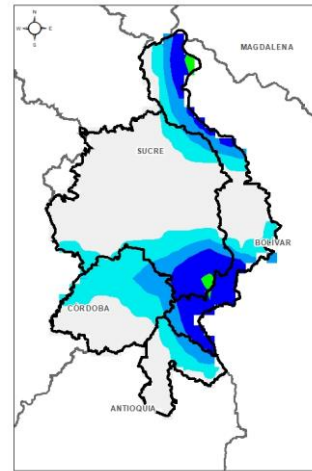 N
W E
S
MAGDALENA
SUCRE
BOLIVAR
CORDOBA
ANTIOQUIA